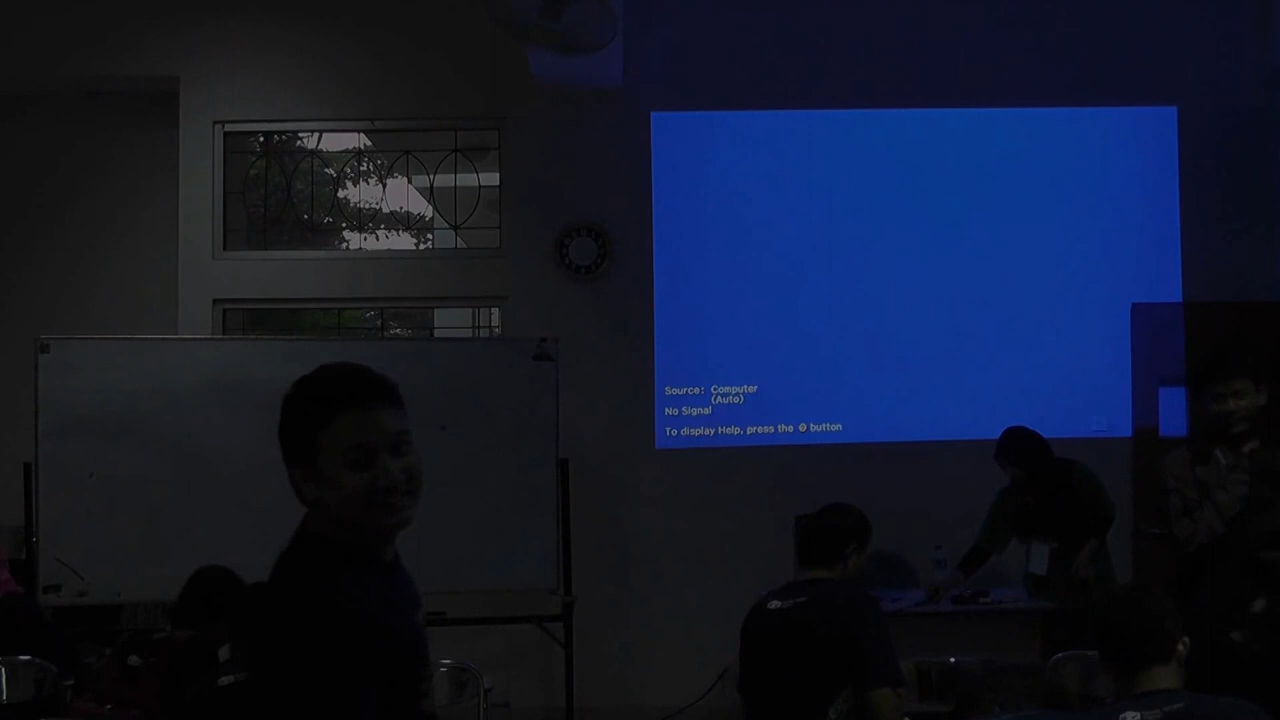 Source: Computer
(Auto)
No Signal
To display Help, press the ? button